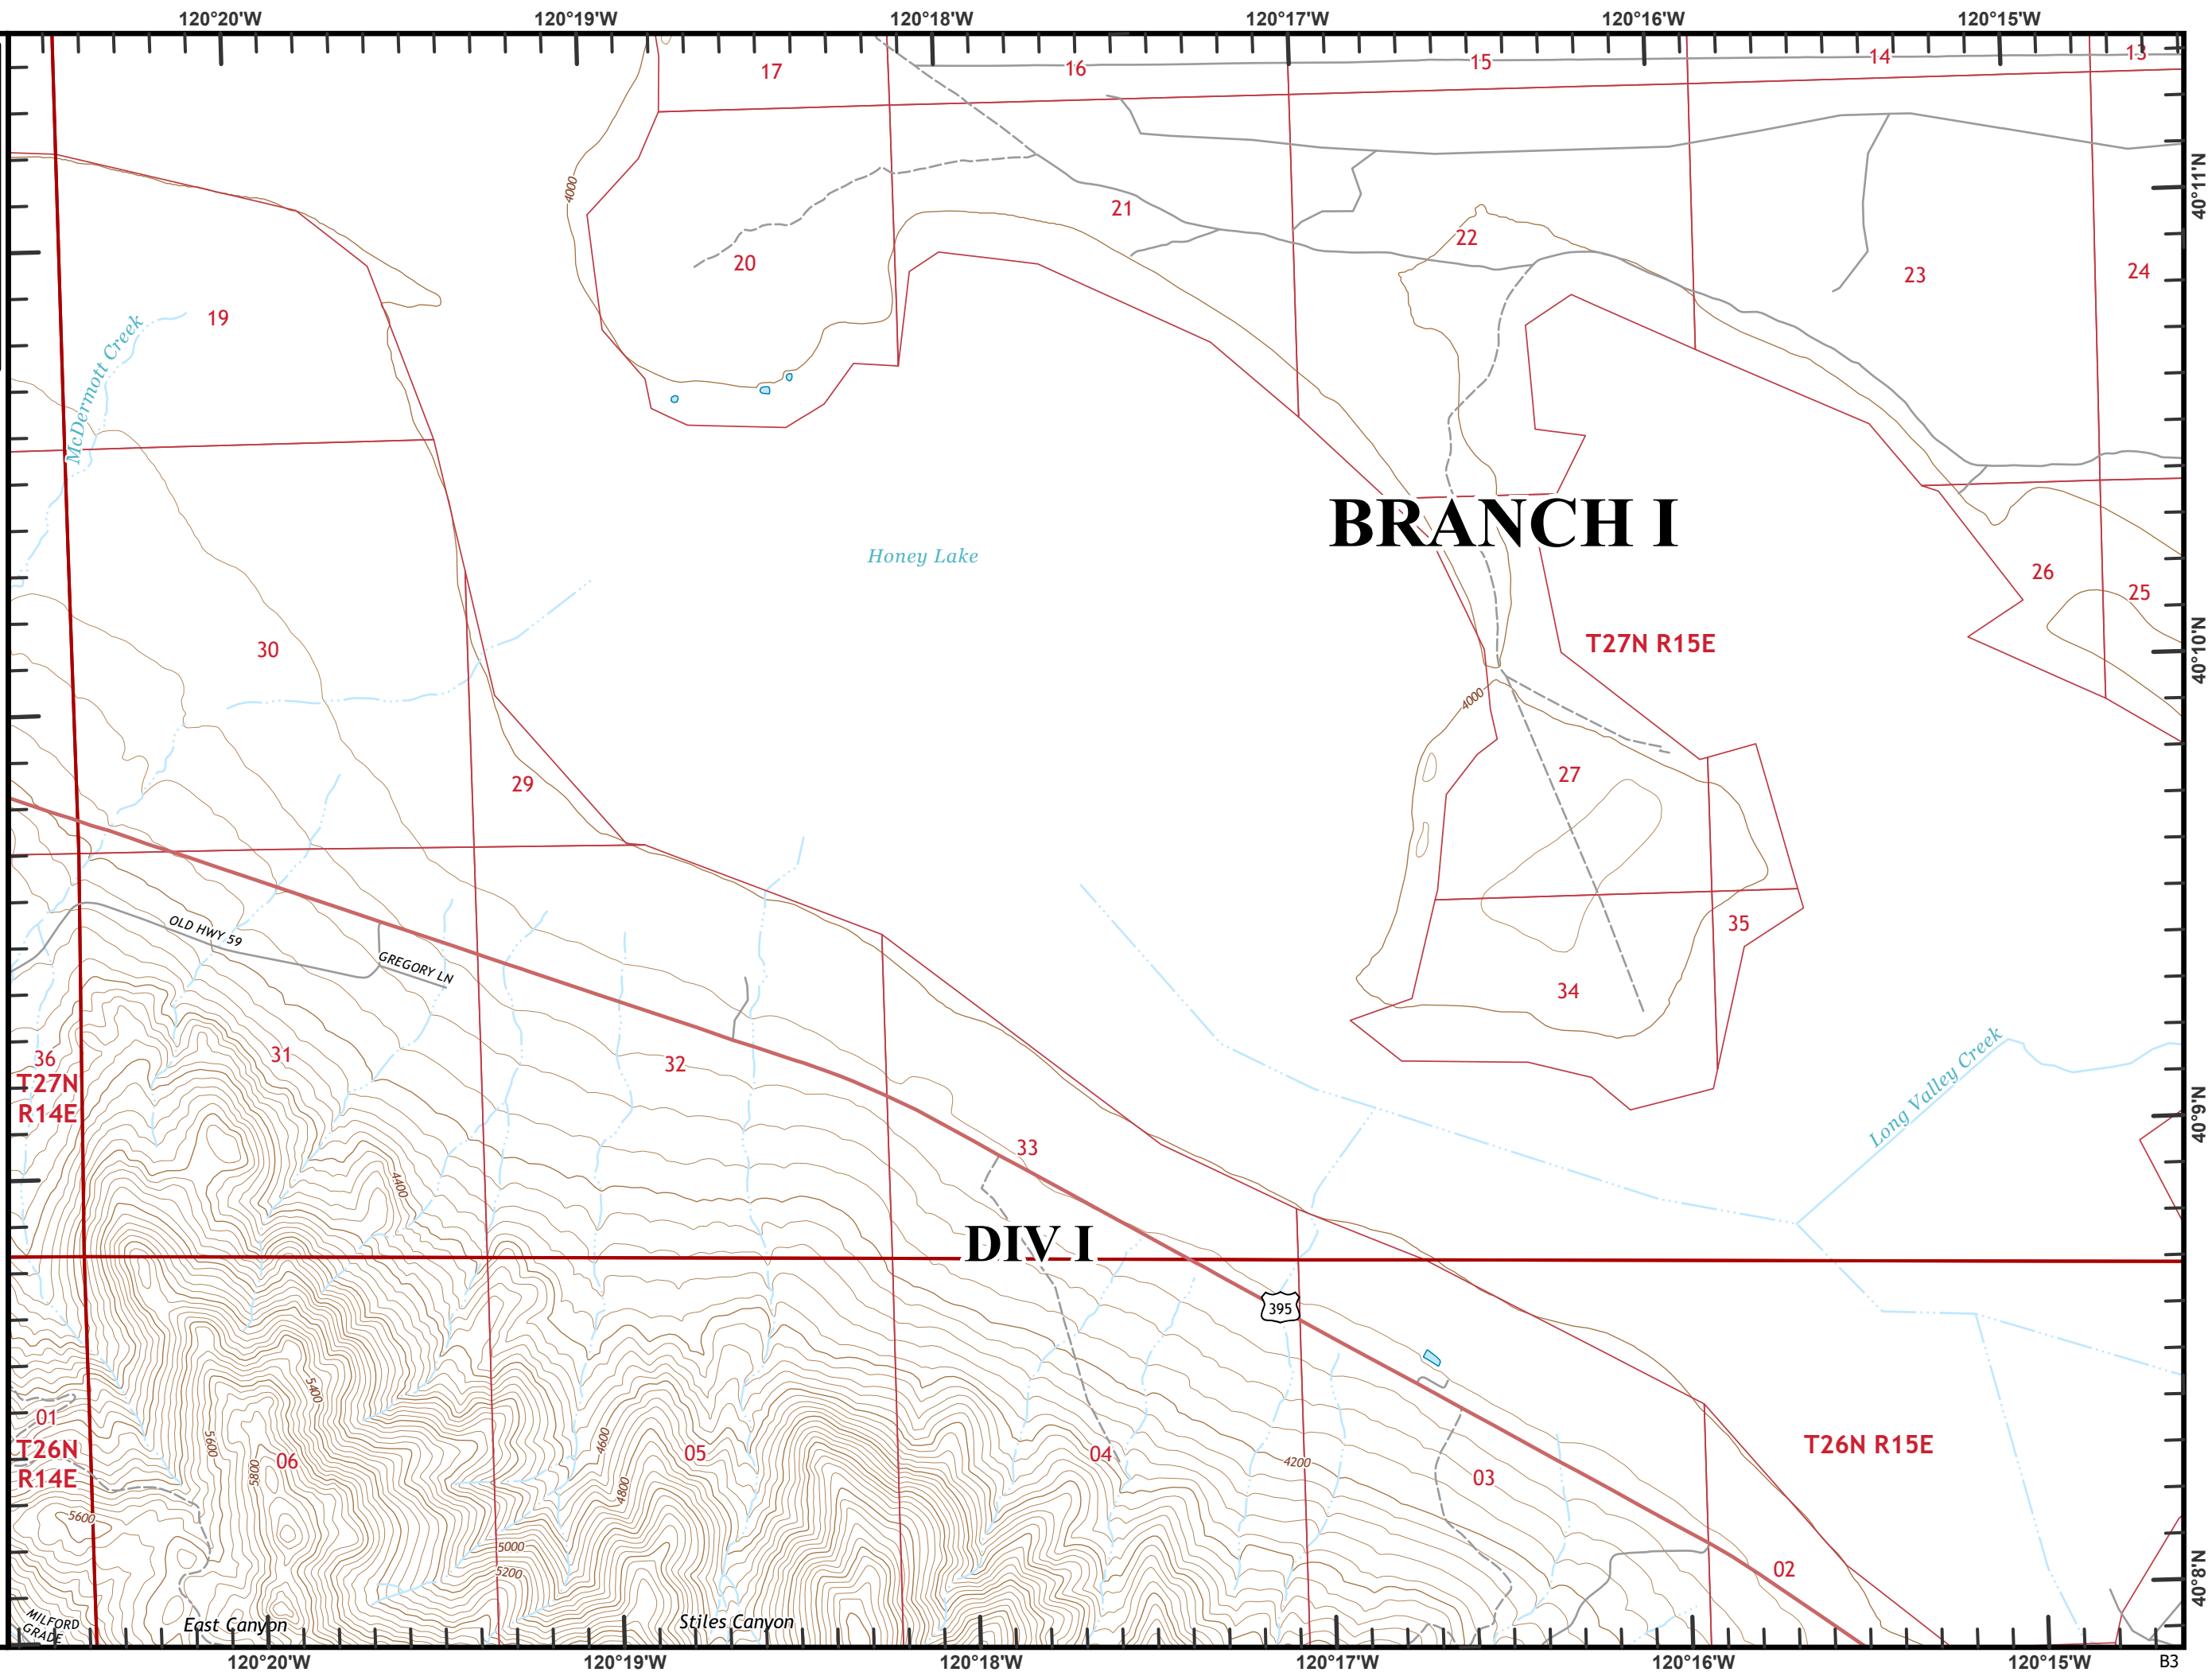 120°20'W 120°19'W 120°18'W 120°17'W 120°16'W 120°15'W
17 16 15 14 13
40°11'N
4000
21
22
20
23
24
19
McDermott Creek
BRANCH I
Honey Lake
26
25
30
T27N R15E
40°10'N
4000
29
27
OLD HWY 59
GREGORY LN
35
34
36
31
32
T27N
R14E
Long Valley Creek
40°9'N
33
4400
DIV I
395
5400
01
5600
T26N
R14E
5800
06
4600
05
04
4200
03
T26N R15E
4800
5600
5000
5200
02
40°8'N
MILFORD
GRADE
East Canyon
Stiles Canyon
120°20'W 120°19'W 120°18'W 120°17'W 120°16'W 120°15'W
B3